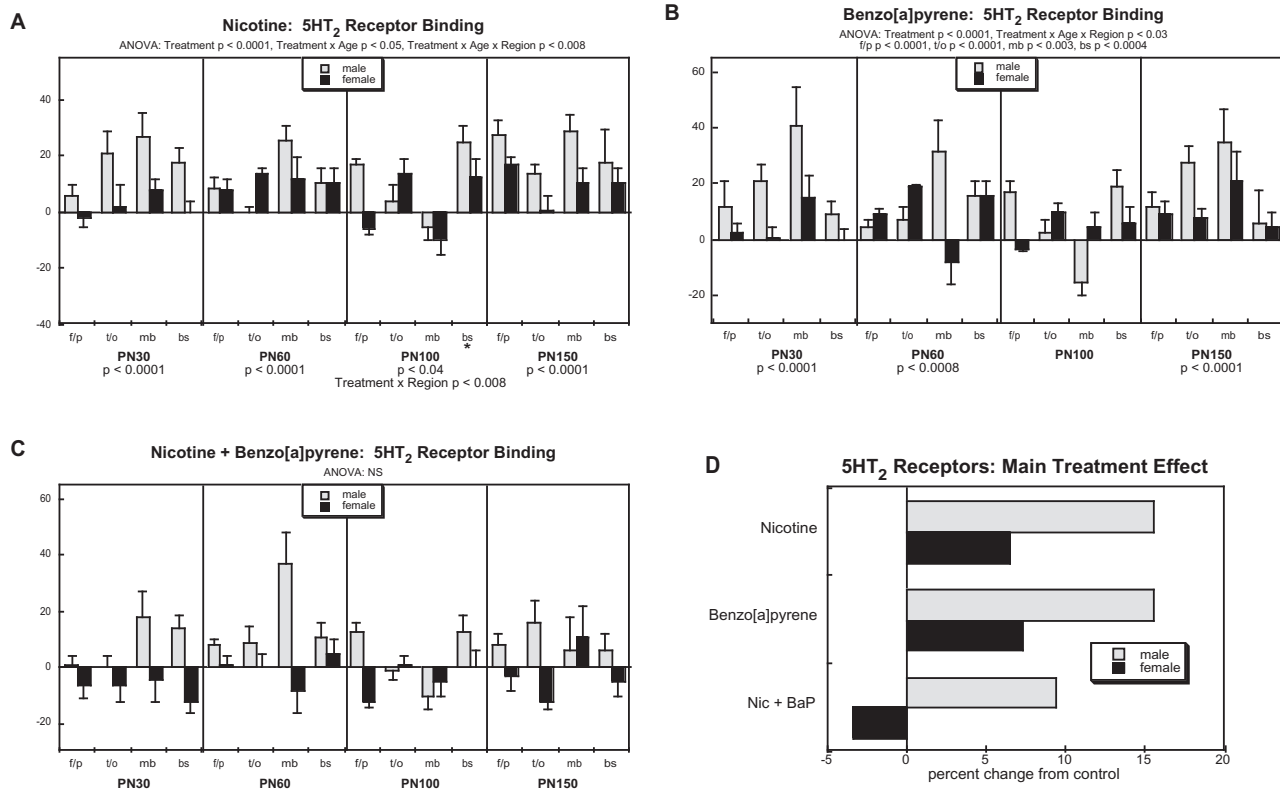 A
Nicotine: 5HT2 Receptor Binding
ANOVA: Treatment p < 0.0001, Treatment x Age p < 0.05, Treatment x Age x Region p < 0.008
male
female
40
20
0
-20
-40
f/p t/o mb bs f/p t/o mb bs f/p t/o mb bs f/p t/o mb bs
*
PN30 PN60 PN100 PN150
p < 0.0001 p < 0.0001 p < 0.04 p < 0.0001
Treatment x Region p < 0.008
B
Benzo[a]pyrene: 5HT2 Receptor Binding
ANOVA: Treatment p < 0.0001, Treatment x Age x Region p < 0.03
f/p p < 0.0001, t/o p < 0.0001, mb p < 0.003, bs p < 0.0004
male
female
60
40
20
0
-20
f/p t/o mb bs f/p t/o mb bs f/p t/o mb bs f/p t/o mb bs
PN30 PN60 PN100 PN150
p < 0.0001 p < 0.0008 p < 0.0001
C
Nicotine + Benzo[a]pyrene: 5HT2 Receptor Binding
ANOVA: NS
male
female
60
40
20
0
-20
f/p t/o mb bs f/p t/o mb bs f/p t/o mb bs f/p t/o mb bs
PN30 PN60 PN100 PN150
D
5HT2 Receptors: Main Treatment Effect
Nicotine
Benzo[a]pyrene
Nic + BaP
male
female
-5 0 5 10 15 20
percent change from control